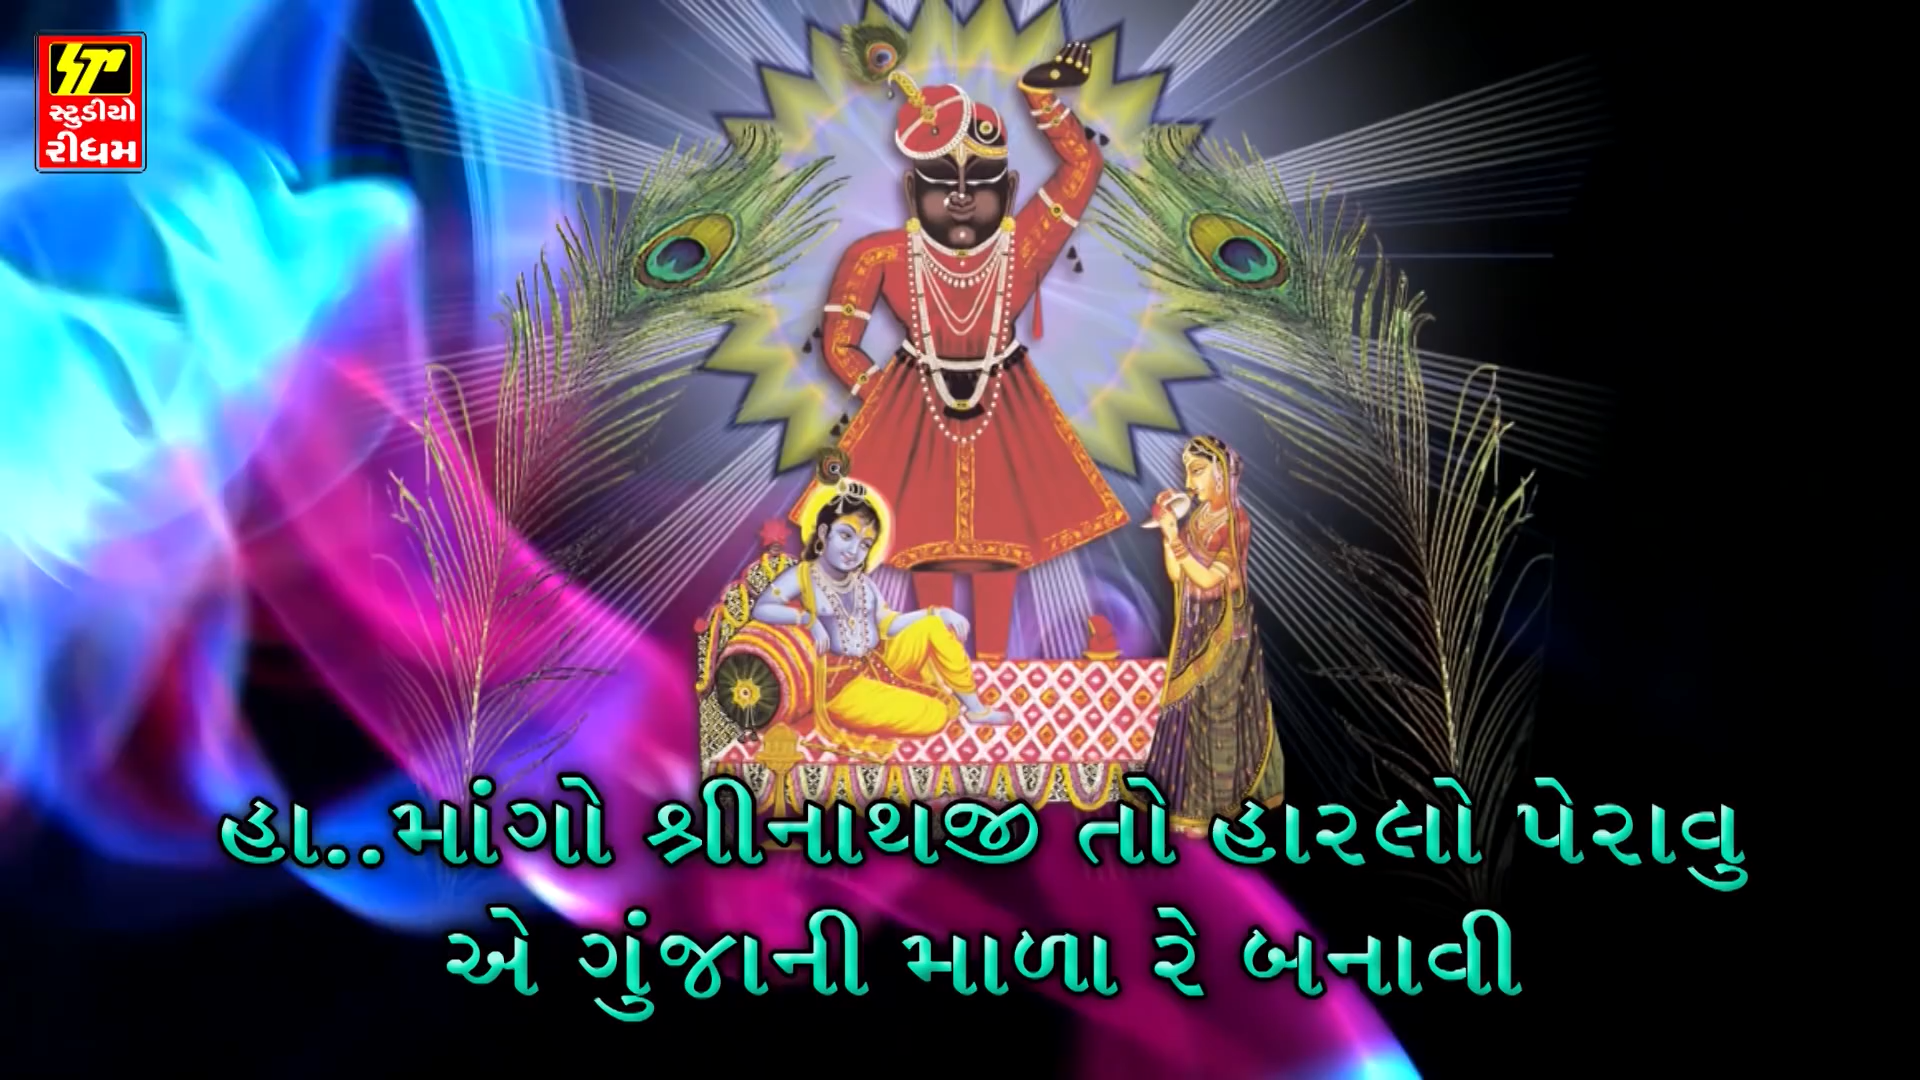 સ્ટુડીયો
રીધમ
હા..માંગો શ્રીનાથજી તો હારલો પેરાવુ
એ ગુંજાની માળા રે બનાવી